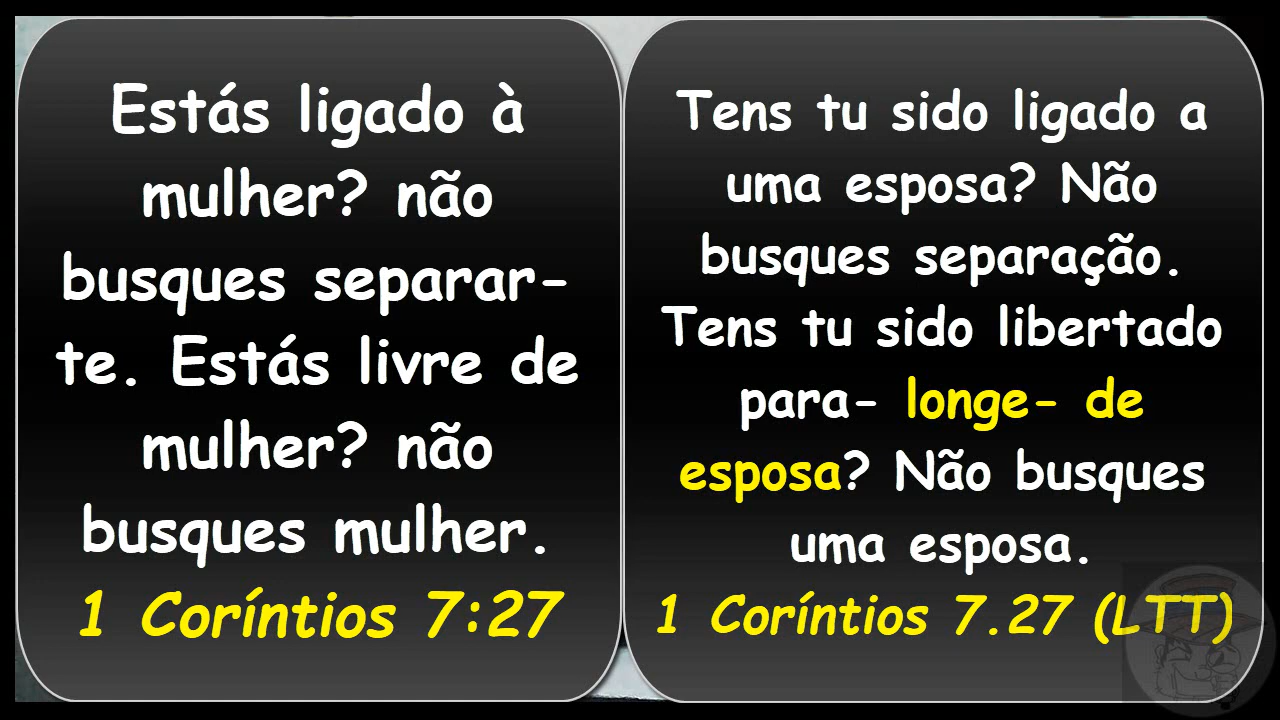 Estás ligado à
mulher? não
busques separar-
te. Estás livre de
mulher? não
busques mulher.
1 Coríntios 7:27
Tens tu sido ligado a
uma esposa? Não
busques separação.
Tens tu sido libertado
para- longe- de
esposa? Não busques
uma esposa.
1 Coríntios 7.27 (LTT)